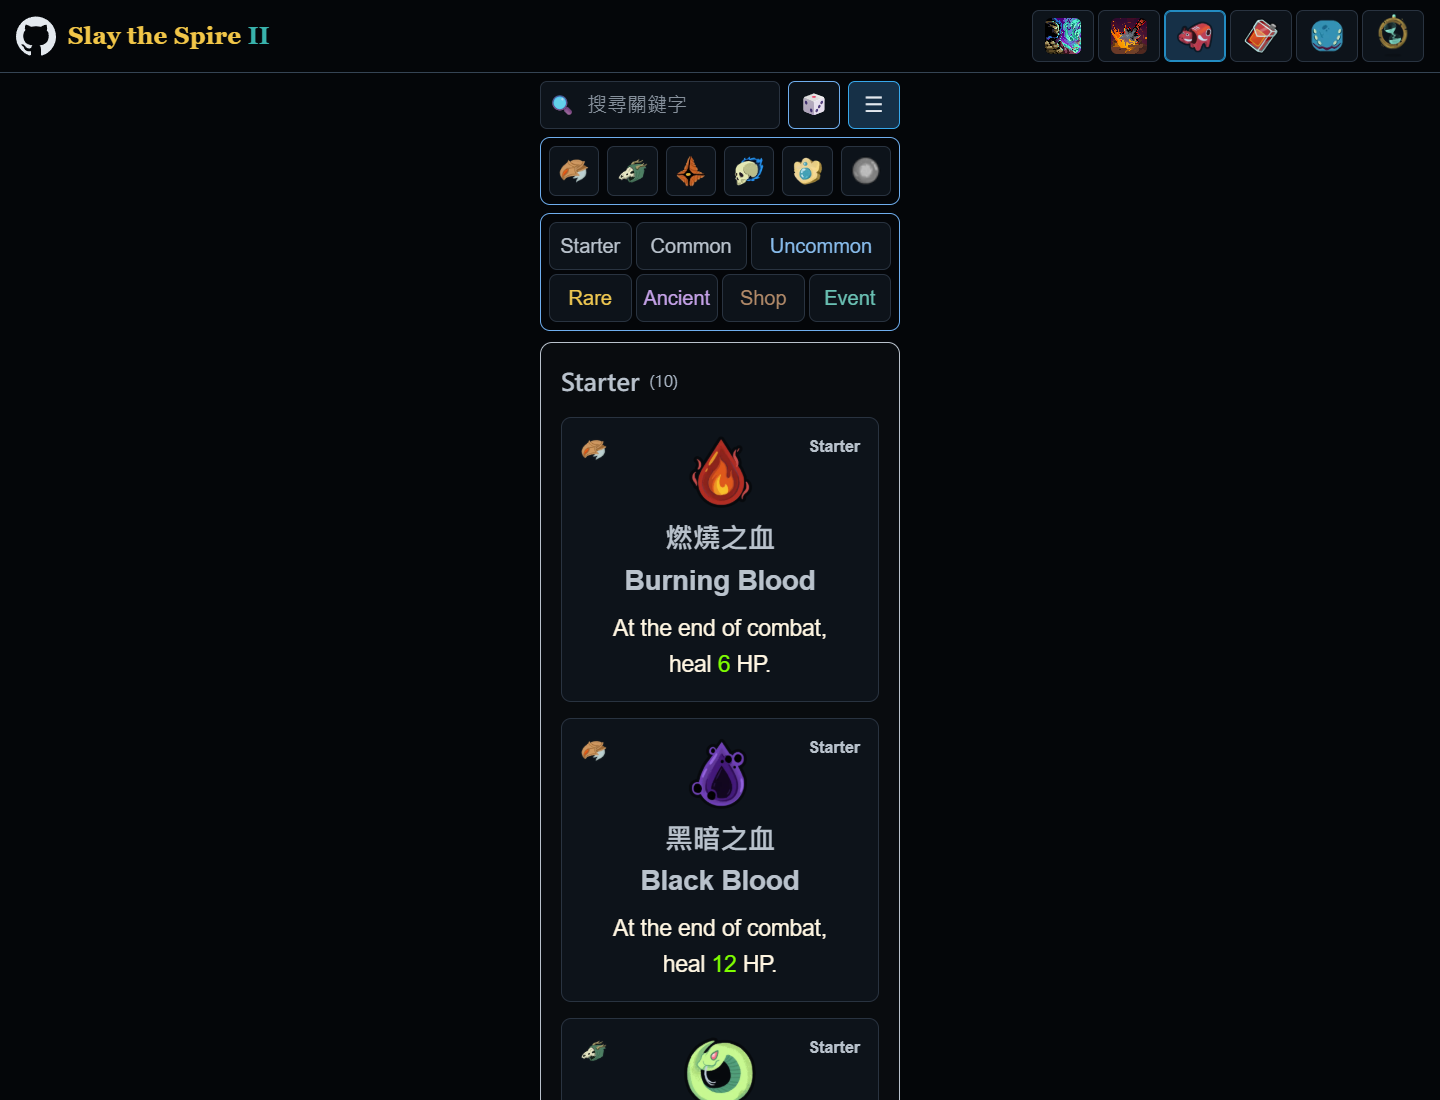 Slay the Spire II
搜尋關鍵字
Starter
Common
Uncommon
Rare
Ancient
Shop
Event
Starter (10)
Starter
燃燒之血
Burning Blood
At the end of combat,
heal 6 HP.
Starter
黑暗之血
Black Blood
At the end of combat,
heal 12 HP.
Starter